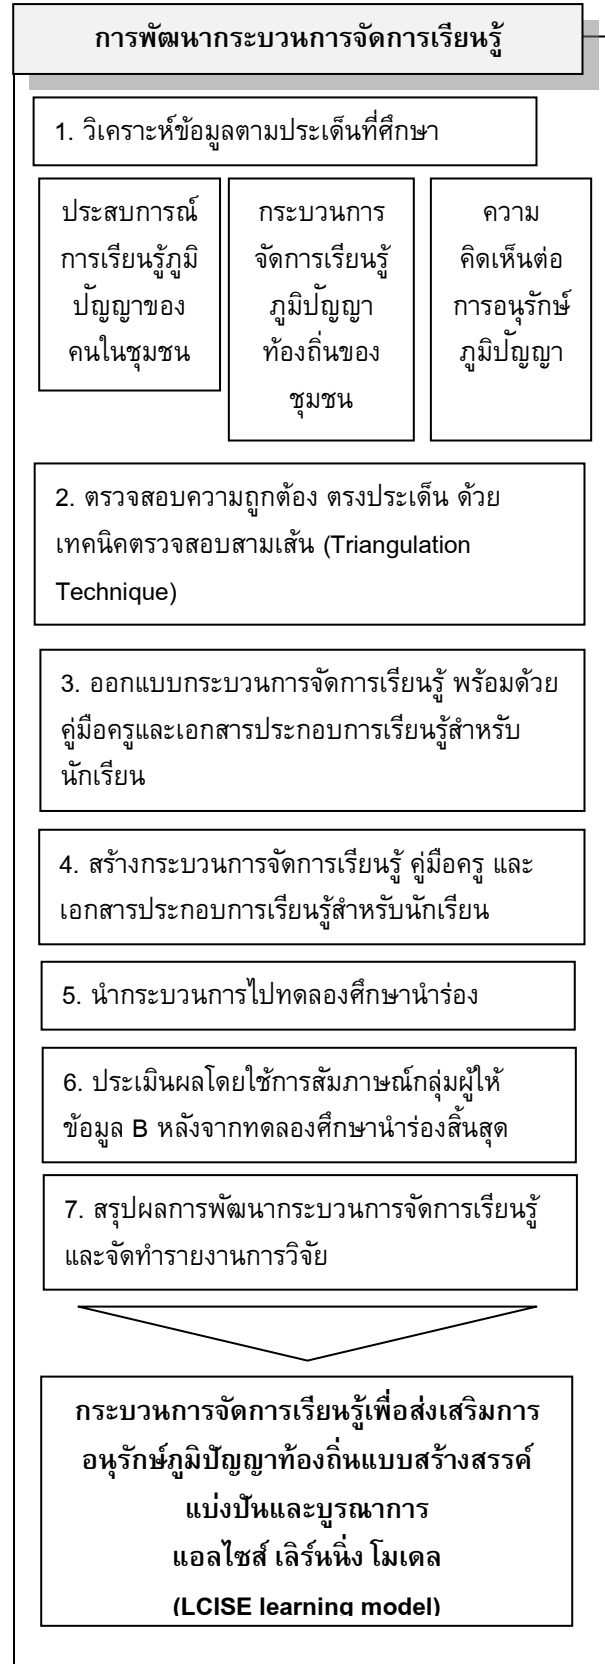 การพัฒนากระบวนการจัดการเรียนรู้
1. วิเคราะห์ข้อมูลตามประเด็นที่ศึกษา
ประสบการณ์
การเรียนรู้ภูมิ
ปัญญาของ
คนในชุมชน
กระบวนการ
จัดการเรียนรู้
ภูมิปัญญา
ท้องถิ่นของ
ชุมชน
ความ
คิดเห็นต่อ
การอนุรักษ์
ภูมิปัญญา
2. ตรวจสอบความถูกต้อง ตรงประเด็น ด้วย
เทคนิคตรวจสอบสามเส้น (Triangulation
Technique)
3. ออกแบบกระบวนการจัดการเรียนรู้ พร้อมด้วย
คู่มือครูและเอกสารประกอบการเรียนรู้สำหรับ
นักเรียน
4. สร้างกระบวนการจัดการเรียนรู้ คู่มือครู และ
เอกสารประกอบการเรียนรู้สำหรับนักเรียน
5. นำกระบวนการไปทดลองศึกษานำร่อง
6. ประเมินผลโดยใช้การสัมภาษณ์กลุ่มผู้ให้
ข้อมูล B หลังจากทดลองศึกษานำร่องสิ้นสุด
7. สรุปผลการพัฒนากระบวนการจัดการเรียนรู้
และจัดทำรายงานการวิจัย
กระบวนการจัดการเรียนรู้เพื่อส่งเสริมการ
อนุรักษ์ภูมิปัญญาท้องถิ่นแบบสร้างสรรค์
แบ่งปันและบูรณาการ
แอลไซส์ เลิร์นนิ่ง โมเดล
(LCISE learning model)